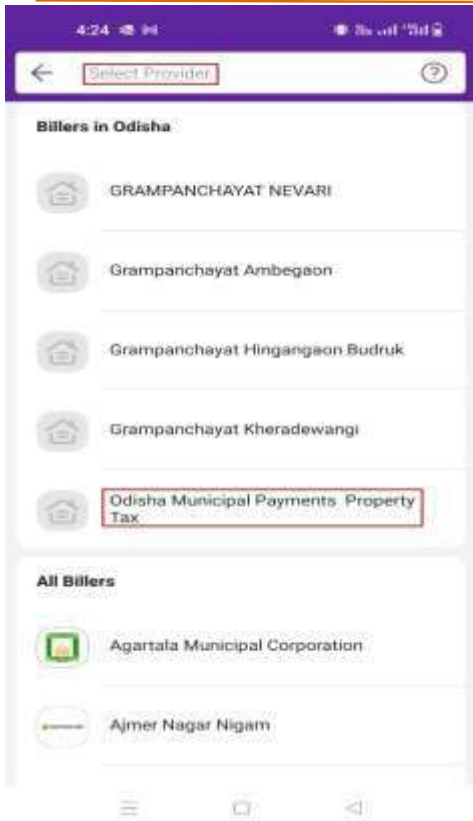 4:24
Select Provider
Billers in Odisha
GRAMPANCHAYAT NEVARI
Grampanchayat Ambegaon
Grampanchayat Hingangaon Budruk
Grampanchayat Kheradewangi
Odisha Municipal Payments Property
Tax
All Billers
Agartala Municipal Corporation
Ajmer Nagar Nigam